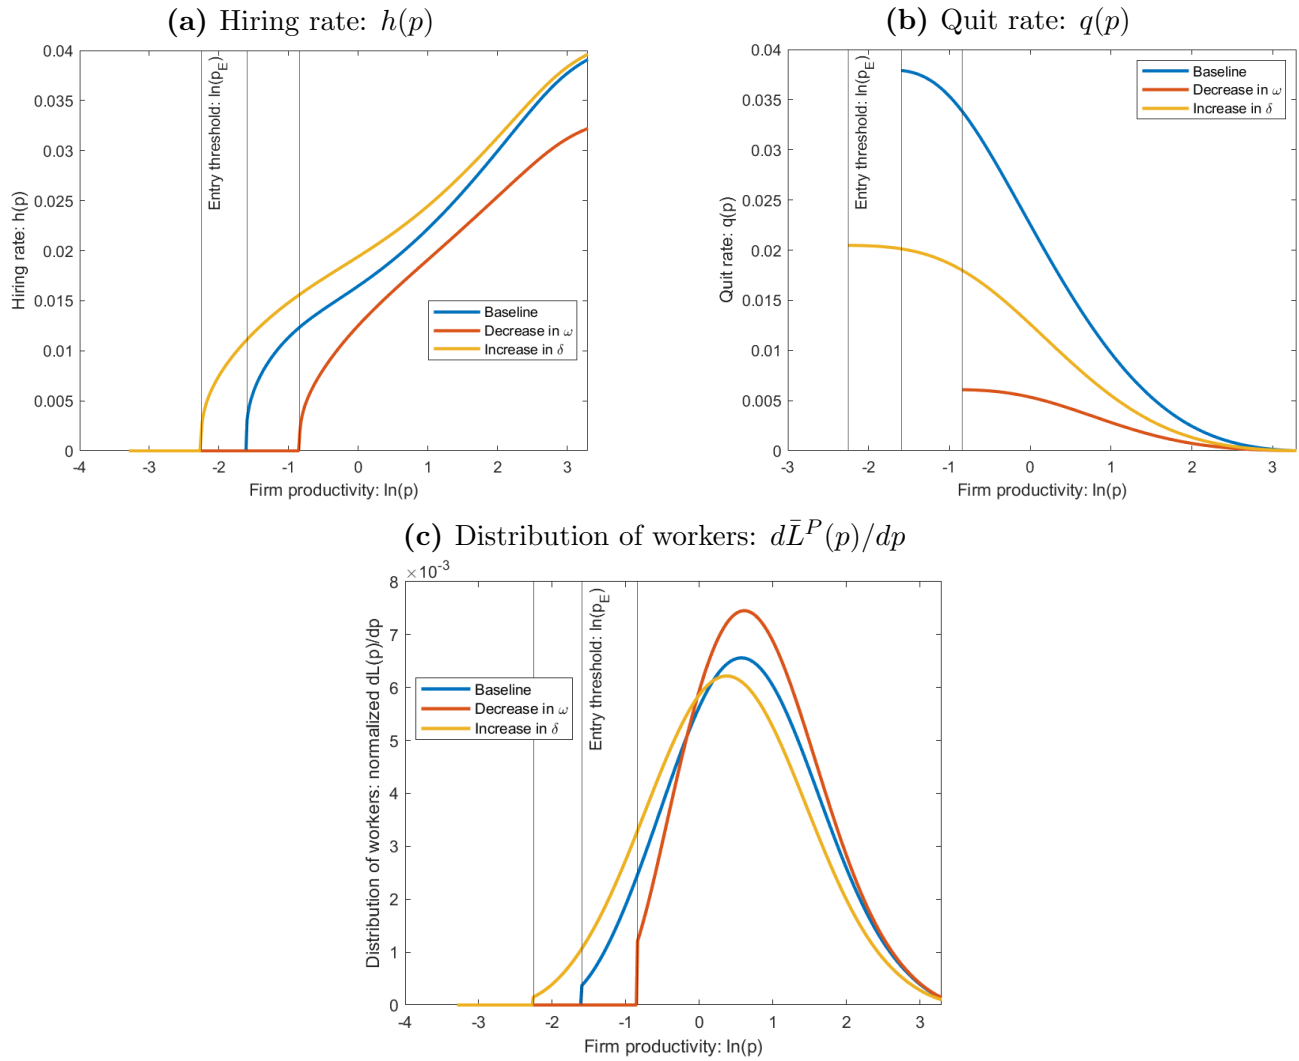 (a) Hiring rate: h(p)
0.04
0.035
0.03
0.025
0.02
0.015
0.01
0.005
0
Hiring rate: h(p)
Entry threshold: ln(p_E)
Baseline
Decrease in ω
Increase in δ
-4 -3 -2 -1 0 1 2 3
Firm productivity: ln(p)
(b) Quit rate: q(p)
0.04
0.035
0.03
0.025
0.02
0.015
0.01
0.005
0
Quit rate: q(p)
Entry threshold: ln(p_E)
Baseline
Decrease in ω
Increase in δ
-3 -2 -1 0 1 2 3
Firm productivity: ln(p)
(c) Distribution of workers: dL̄^P(p)/dp
×10^-3
8
7
6
5
4
3
2
1
0
Distribution of workers: normalized dL(p)/dp
Entry threshold: ln(p_E)
Baseline
Decrease in ω
Increase in δ
-4 -3 -2 -1 0 1 2 3
Firm productivity: ln(p)